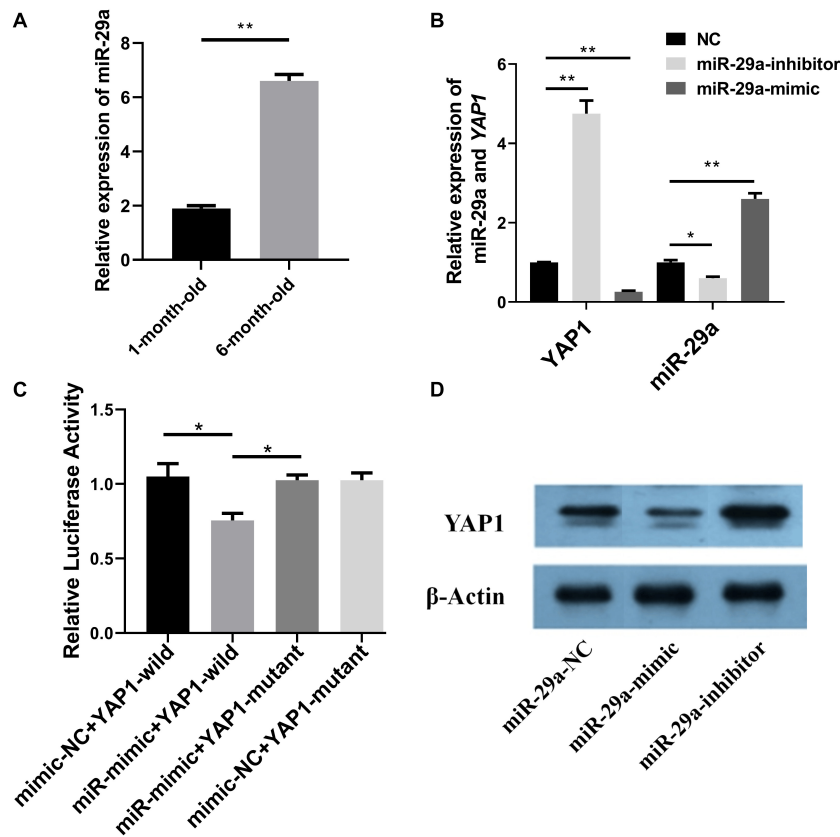 A
Relative expression of miR-29a
8
6
4
2
0
**
1-month-old
6-month-old
B
NC
miR-29a-inhibitor
miR-29a-mimic
Relative expression of
miR-29a and YAP1
6
4
2
0
**
**
**
*
YAP1
miR-29a
C
Relative Luciferase Activity
1.5
1.0
0.5
0.0
*
*
mimic-NC+YAP1-wild
miR-mimic+YAP1-wild
miR-mimic+YAP1-mutant
mimic-NC+YAP1-mutant
D
YAP1
β-Actin
miR-29a-NC
miR-29a-mimic
miR-29a-inhibitor